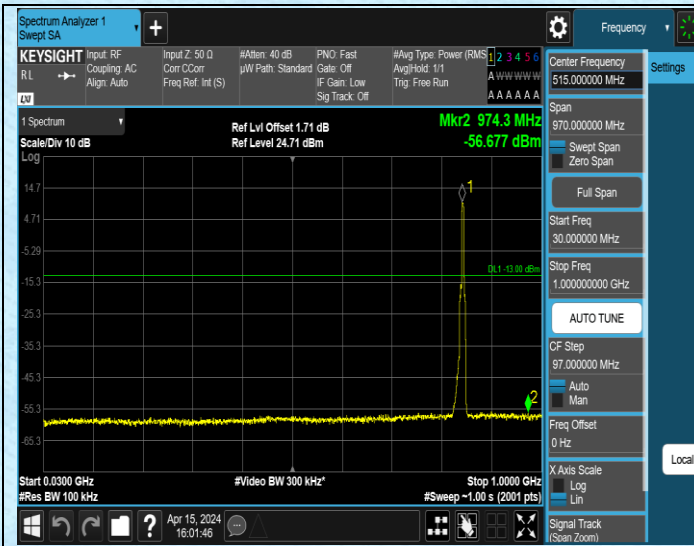 Spectrum Analyzer 1
Swept SA
Frequency
KEYSIGHT
RL
LXI
Input: RF
Coupling: AC
Align: Auto
Input Z: 50 Ω
Corr CCorr
Freq Ref: Int (S)
#Atten: 40 dB
µW Path: Standard
PNO: Fast
Gate: Off
IF Gain: Low
Sig Track: Off
#Avg Type: Power (RMS
Avg|Hold: 1/1
Trig: Free Run
1 2 3 4 5 6
A W W W W W
A A A A A A
Center Frequency
515.000000 MHz
Settings
Span
970.000000 MHz
Swept Span
Zero Span
Full Span
Start Freq
30.000000 MHz
Stop Freq
1.000000000 GHz
AUTO TUNE
CF Step
97.000000 MHz
Auto
Man
Freq Offset
0 Hz
X Axis Scale
Log
Lin
Signal Track
(Span Zoom)
Local
1 Spectrum
Scale/Div 10 dB
Log
Ref Lvl Offset 1.71 dB
Ref Level 24.71 dBm
Mkr2 974.3 MHz
-56.677 dBm
14.7
4.71
-5.29
-15.3
-25.3
-35.3
-45.3
-55.3
-65.3
1
DL1 -13.00 dBm
2
Start 0.0300 GHz
#Res BW 100 kHz
#Video BW 300 kHz*
Stop 1.0000 GHz
#Sweep ~1.00 s (2001 pts)
Apr 15, 2024
16:01:46